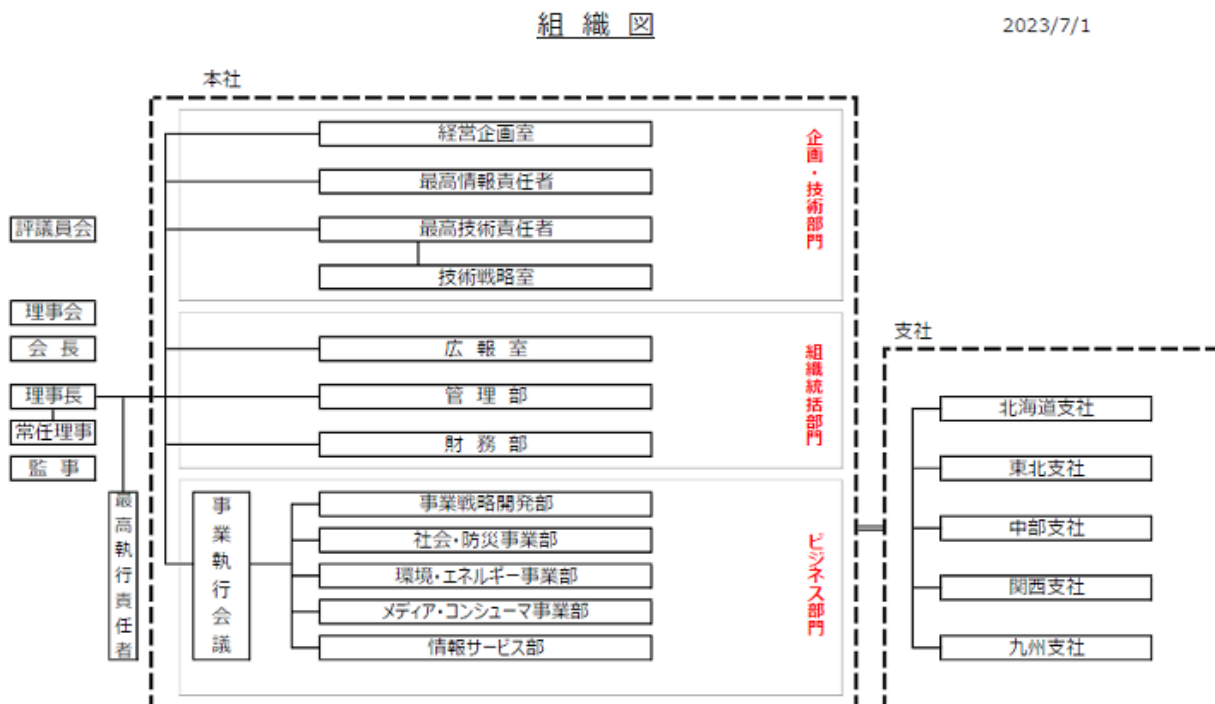 組 織 図
2023/7/1
本社
経営企画室
最高情報責任者
最高技術責任者
技術戦略室
企画・技術部門
評議員会
理事会
会 長
理事長
常任理事
監 事
最高執行責任者
広 報 室
管 理 部
財 務 部
組織統括部門
事業執行会議
事業戦略開発部
社会・防災事業部
環境・エネルギー事業部
メディア・コンシューマ事業部
情報サービス部
ビジネス部門
支社
北海道支社
東北支社
中部支社
関西支社
九州支社